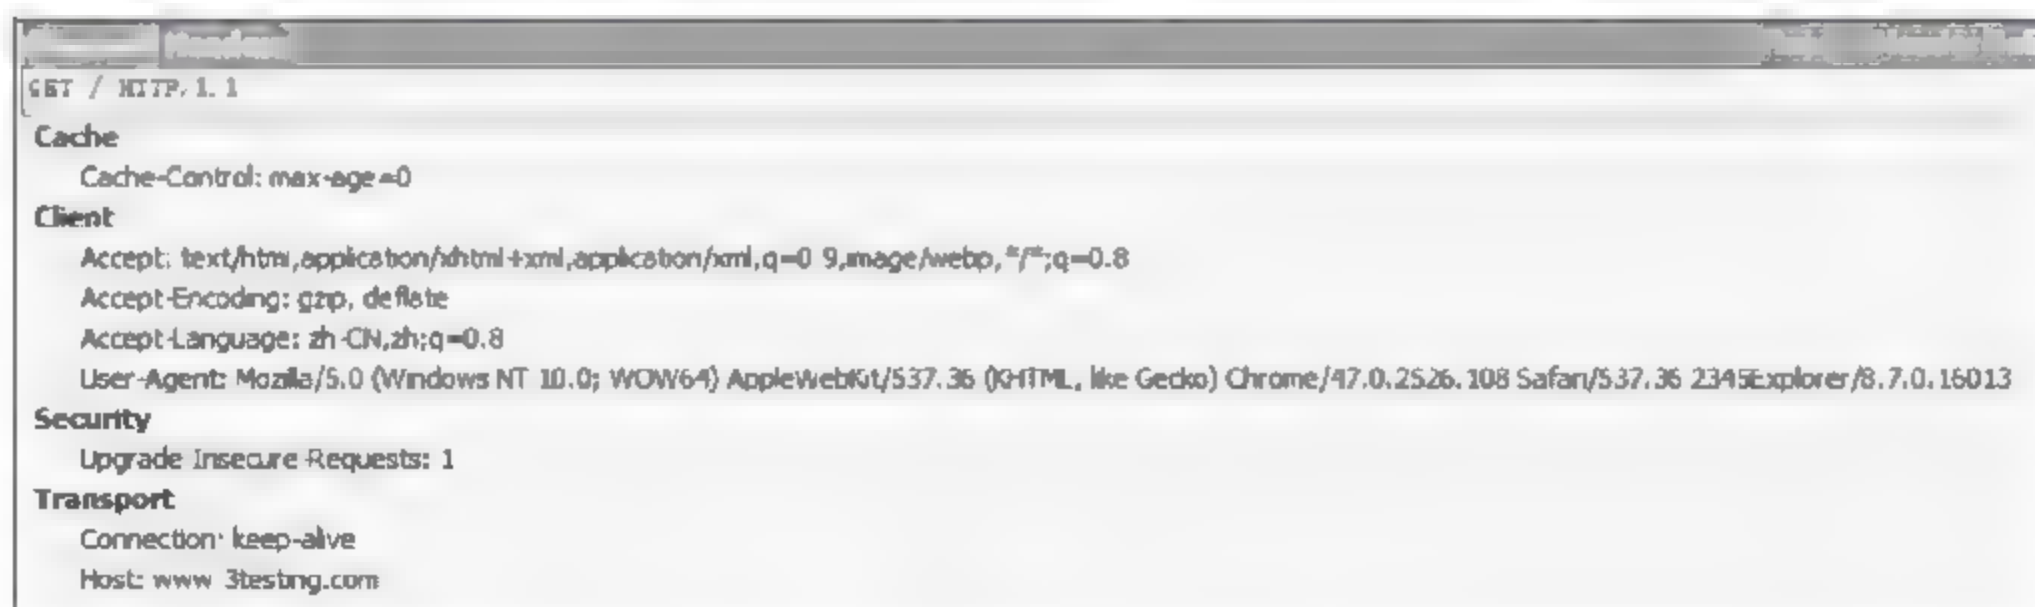 GET / HTTP/1.1
Cache
Cache-Control: max-age=0
Client
Accept: text/html,application/xhtml+xml,application/xml,q=0.9,image/webp,*/*;q=0.8
Accept-Encoding: gzip, deflate
Accept-Language: zh-CN,zh;q=0.8
User-Agent: Mozilla/5.0 (Windows NT 10.0; WOW64) AppleWebKit/537.36 (KHTML, like Gecko) Chrome/47.0.2526.108 Safari/537.36 2345Explorer/8.7.0.16013
Security
Upgrade-Insecure-Requests: 1
Transport
Connection: keep-alive
Host: www.3testing.com